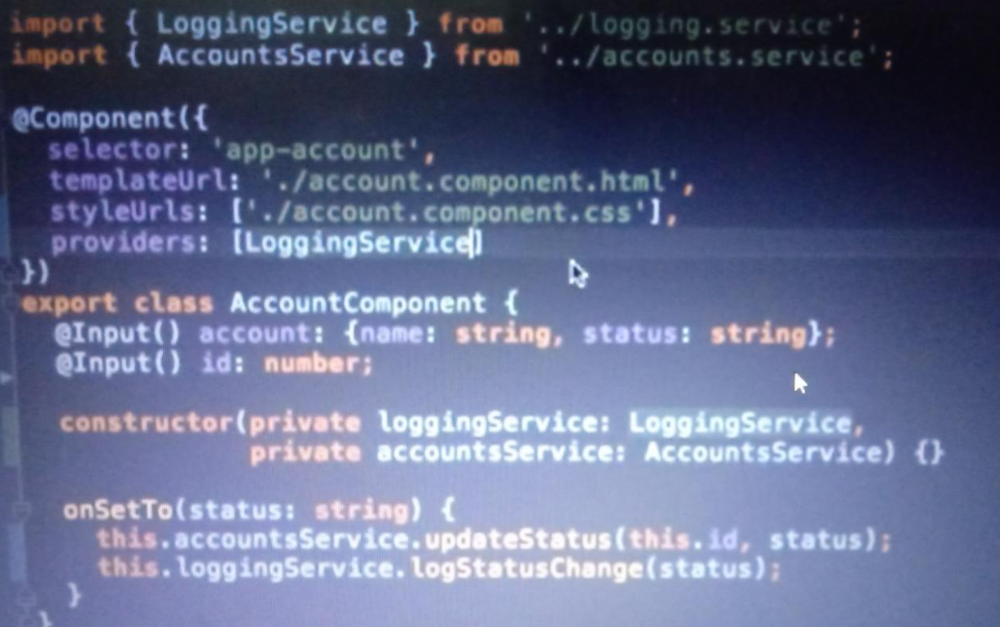 import { LoggingService } from '../logging.service';
import { AccountsService } from '../accounts.service';
@Component({
selector: 'app-account',
templateUrl: './account.component.html',
styleUrls: ['./account.component.css'],
providers: [LoggingService]
})
export class AccountComponent {
@Input() account: {name: string, status: string};
@Input() id: number;
constructor(private loggingService: LoggingService,
private accountsService: AccountsService) {}
onSetTo(status: string) {
this.accountsService.updateStatus(this.id, status);
this.loggingService.logStatusChange(status);
}
}